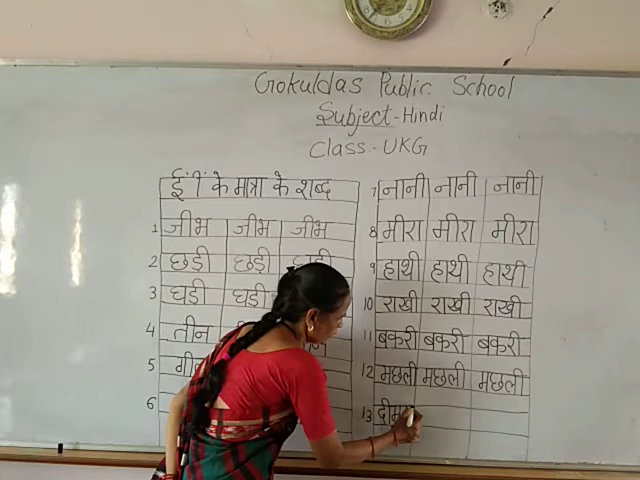 Gokuldas Public School
Subject-Hindi
Class-UKG
ई ी के मात्रा के शब्द
1 जीभ जीभ जीभ
2 छड़ी छड़ी
3 घड़ी घड़ी
4 तीन
5
6
7 नानी नानी नानी
8 मीरा मीरा मीरा
9 हाथी हाथी हाथी
10 राखी राखी राखी
11 बकरी बकरी बकरी
12 मछली मछली मछली
13 दीम